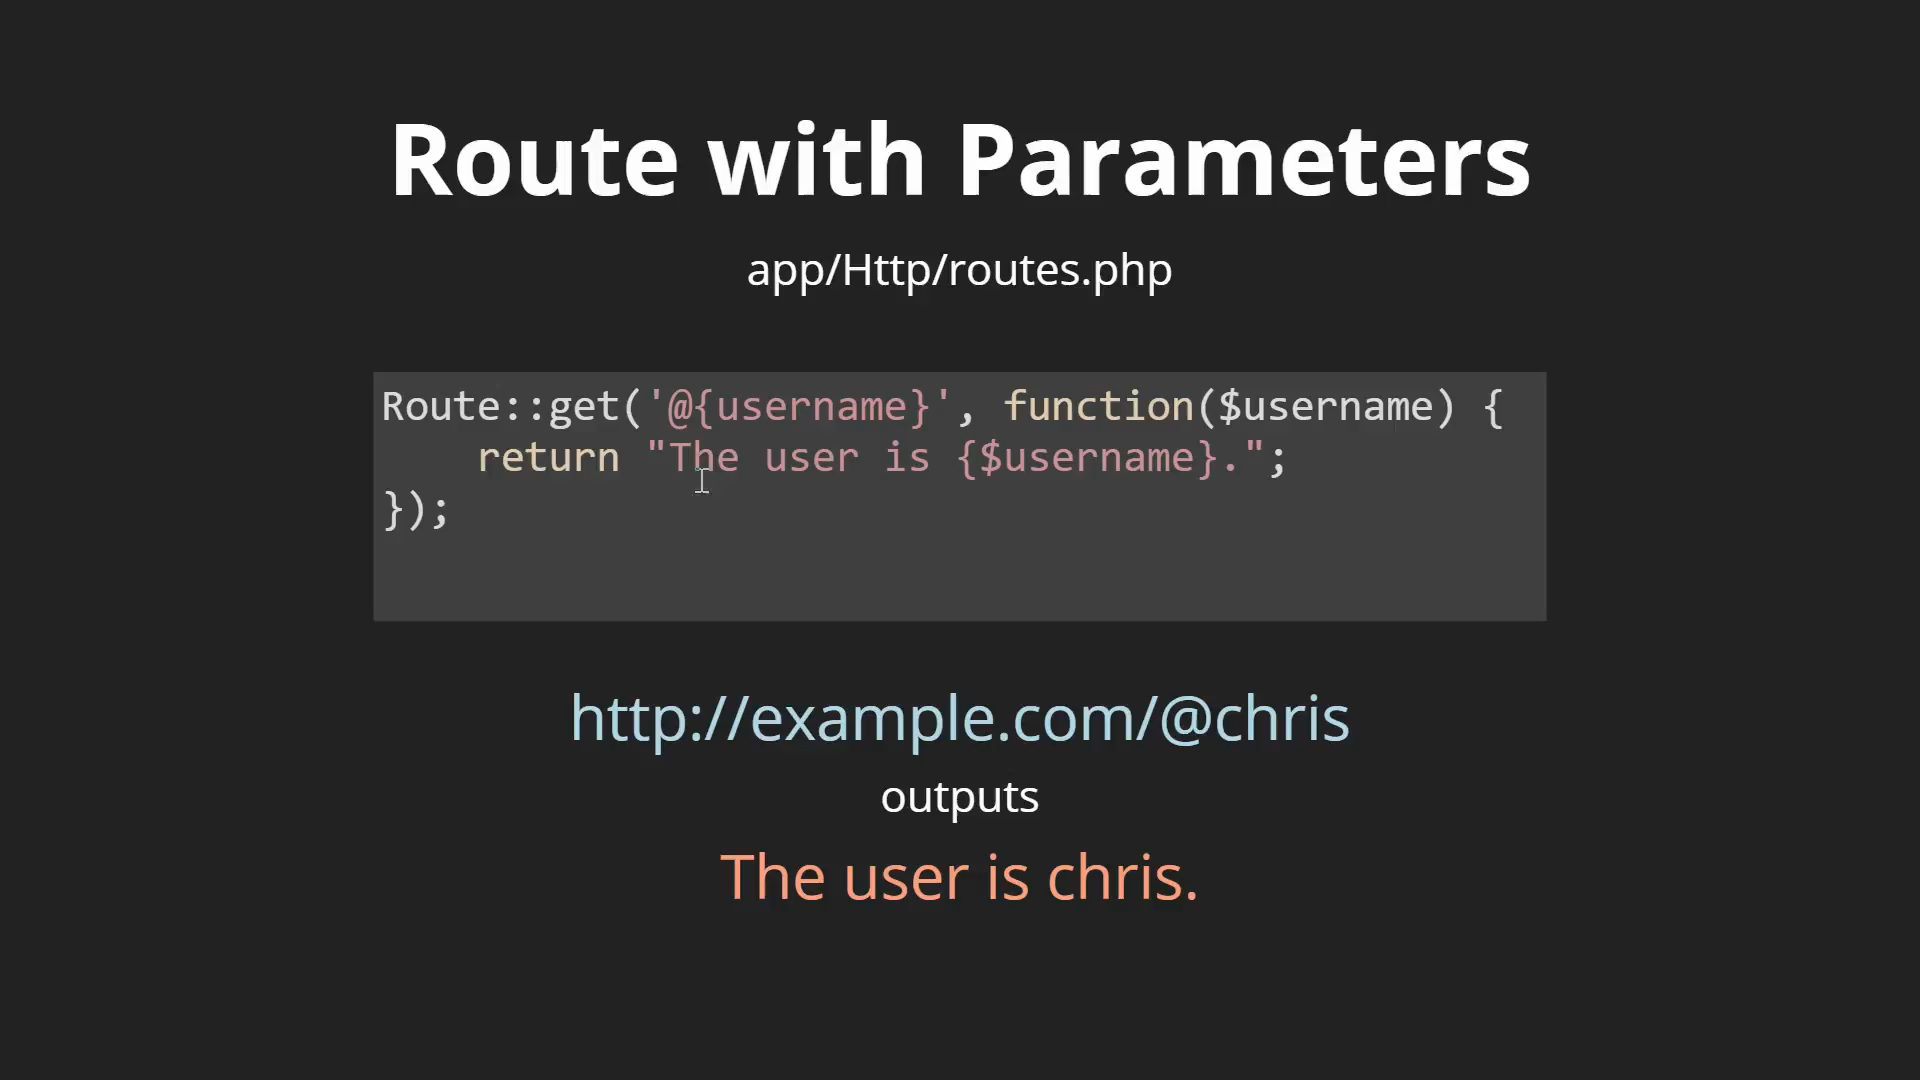 Route with Parameters
app/Http/routes.php
Route::get('@{username}', function($username) {
    return "The user is {$username}.";
});
http://example.com/@chris
outputs
The user is chris.